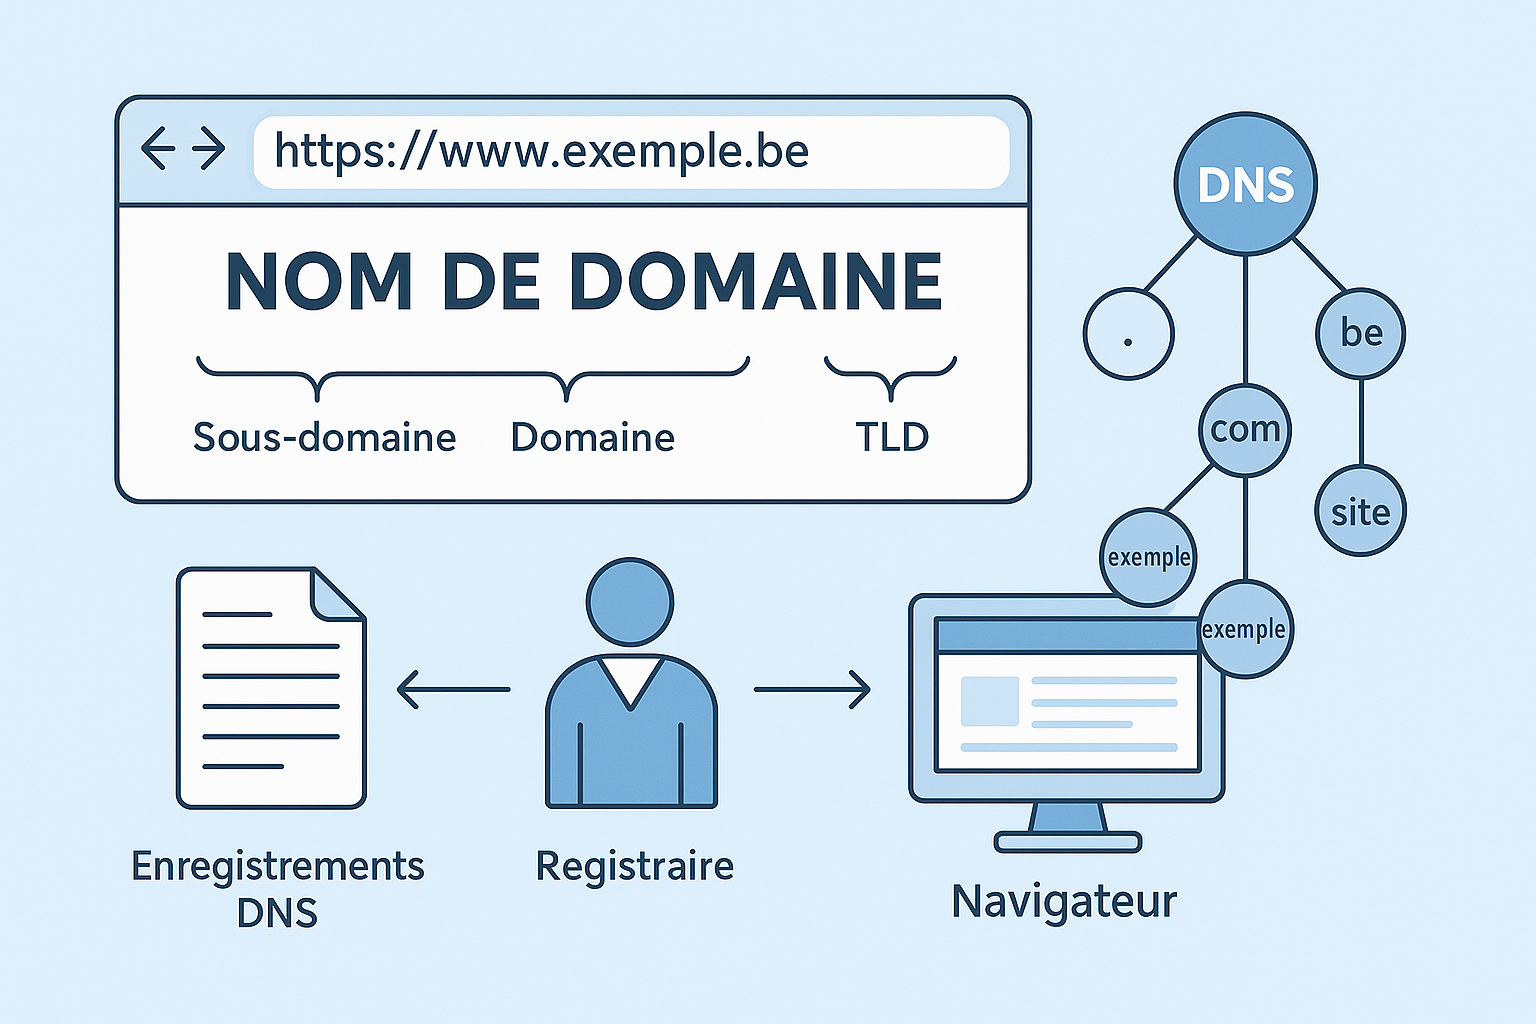 https://www.exemple.be
NOM DE DOMAINE
Sous-domaine
Domaine
TLD
DNS
.
be
com
site
exemple
exemple
Enregistrements
DNS
Registraire
Navigateur